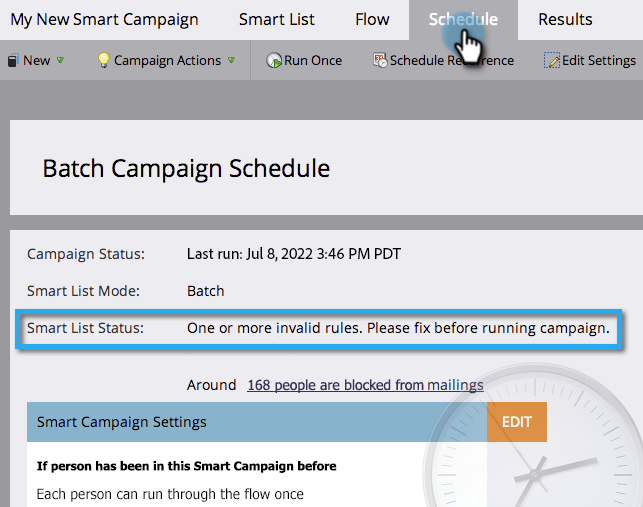 My New Smart Campaign Smart List Flow Schedule Results
New Campaign Actions Run Once Schedule Recurrence Edit Settings
Batch Campaign Schedule
Campaign Status: Last run: Jul 8, 2022 3:46 PM PDT
Smart List Mode: Batch
Smart List Status: One or more invalid rules. Please fix before running campaign.
Around 168 people are blocked from mailings
Smart Campaign Settings EDIT
If person has been in this Smart Campaign before
Each person can run through the flow once